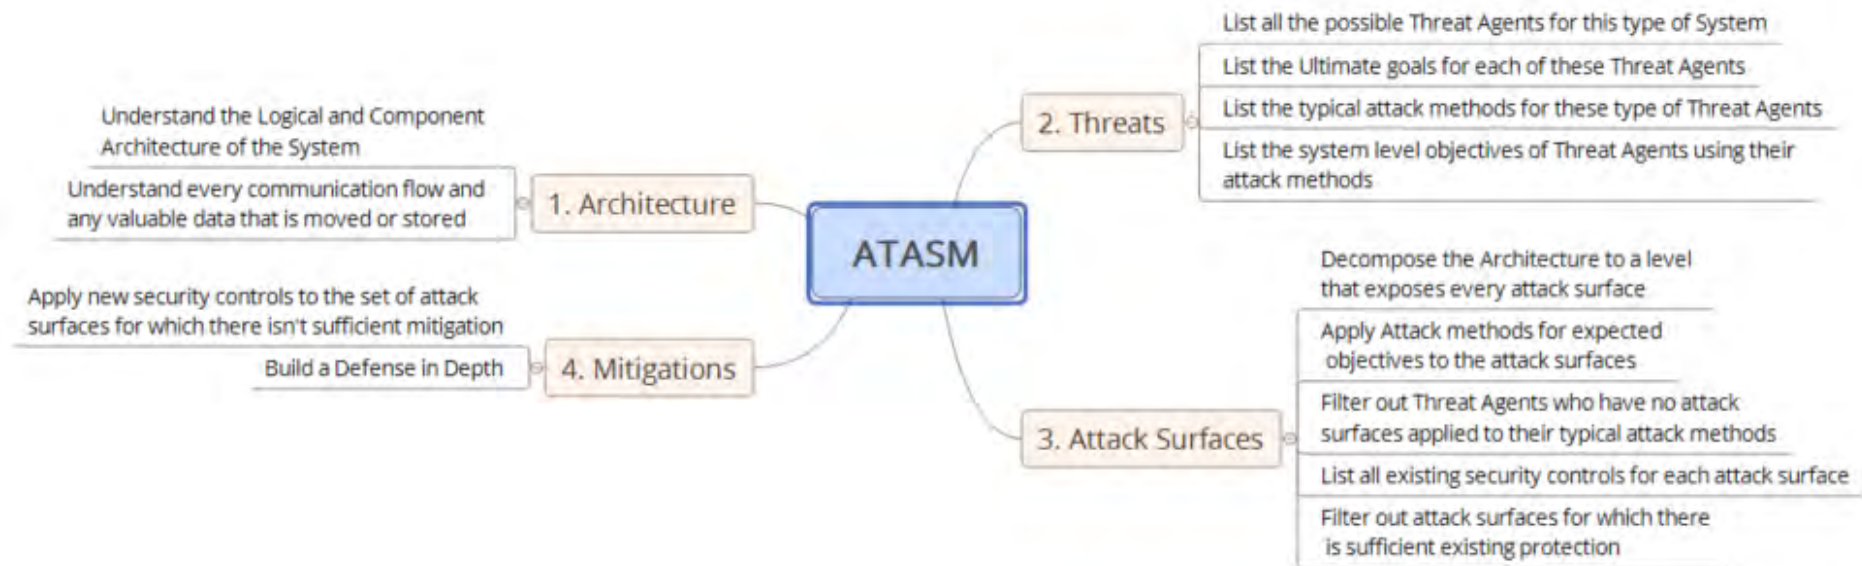 ATASM
1. Architecture
Understand the Logical and Component
Architecture of the System
Understand every communication flow and
any valuable data that is moved or stored
2. Threats
List all the possible Threat Agents for this type of System
List the Ultimate goals for each of these Threat Agents
List the typical attack methods for these type of Threat Agents
List the system level objectives of Threat Agents using their
attack methods
3. Attack Surfaces
Decompose the Architecture to a level
that exposes every attack surface
Apply Attack methods for expected
objectives to the attack surfaces
Filter out Threat Agents who have no attack
surfaces applied to their typical attack methods
List all existing security controls for each attack surface
Filter out attack surfaces for which there
is sufficient existing protection
4. Mitigations
Apply new security controls to the set of attack
surfaces for which there isn't sufficient mitigation
Build a Defense in Depth